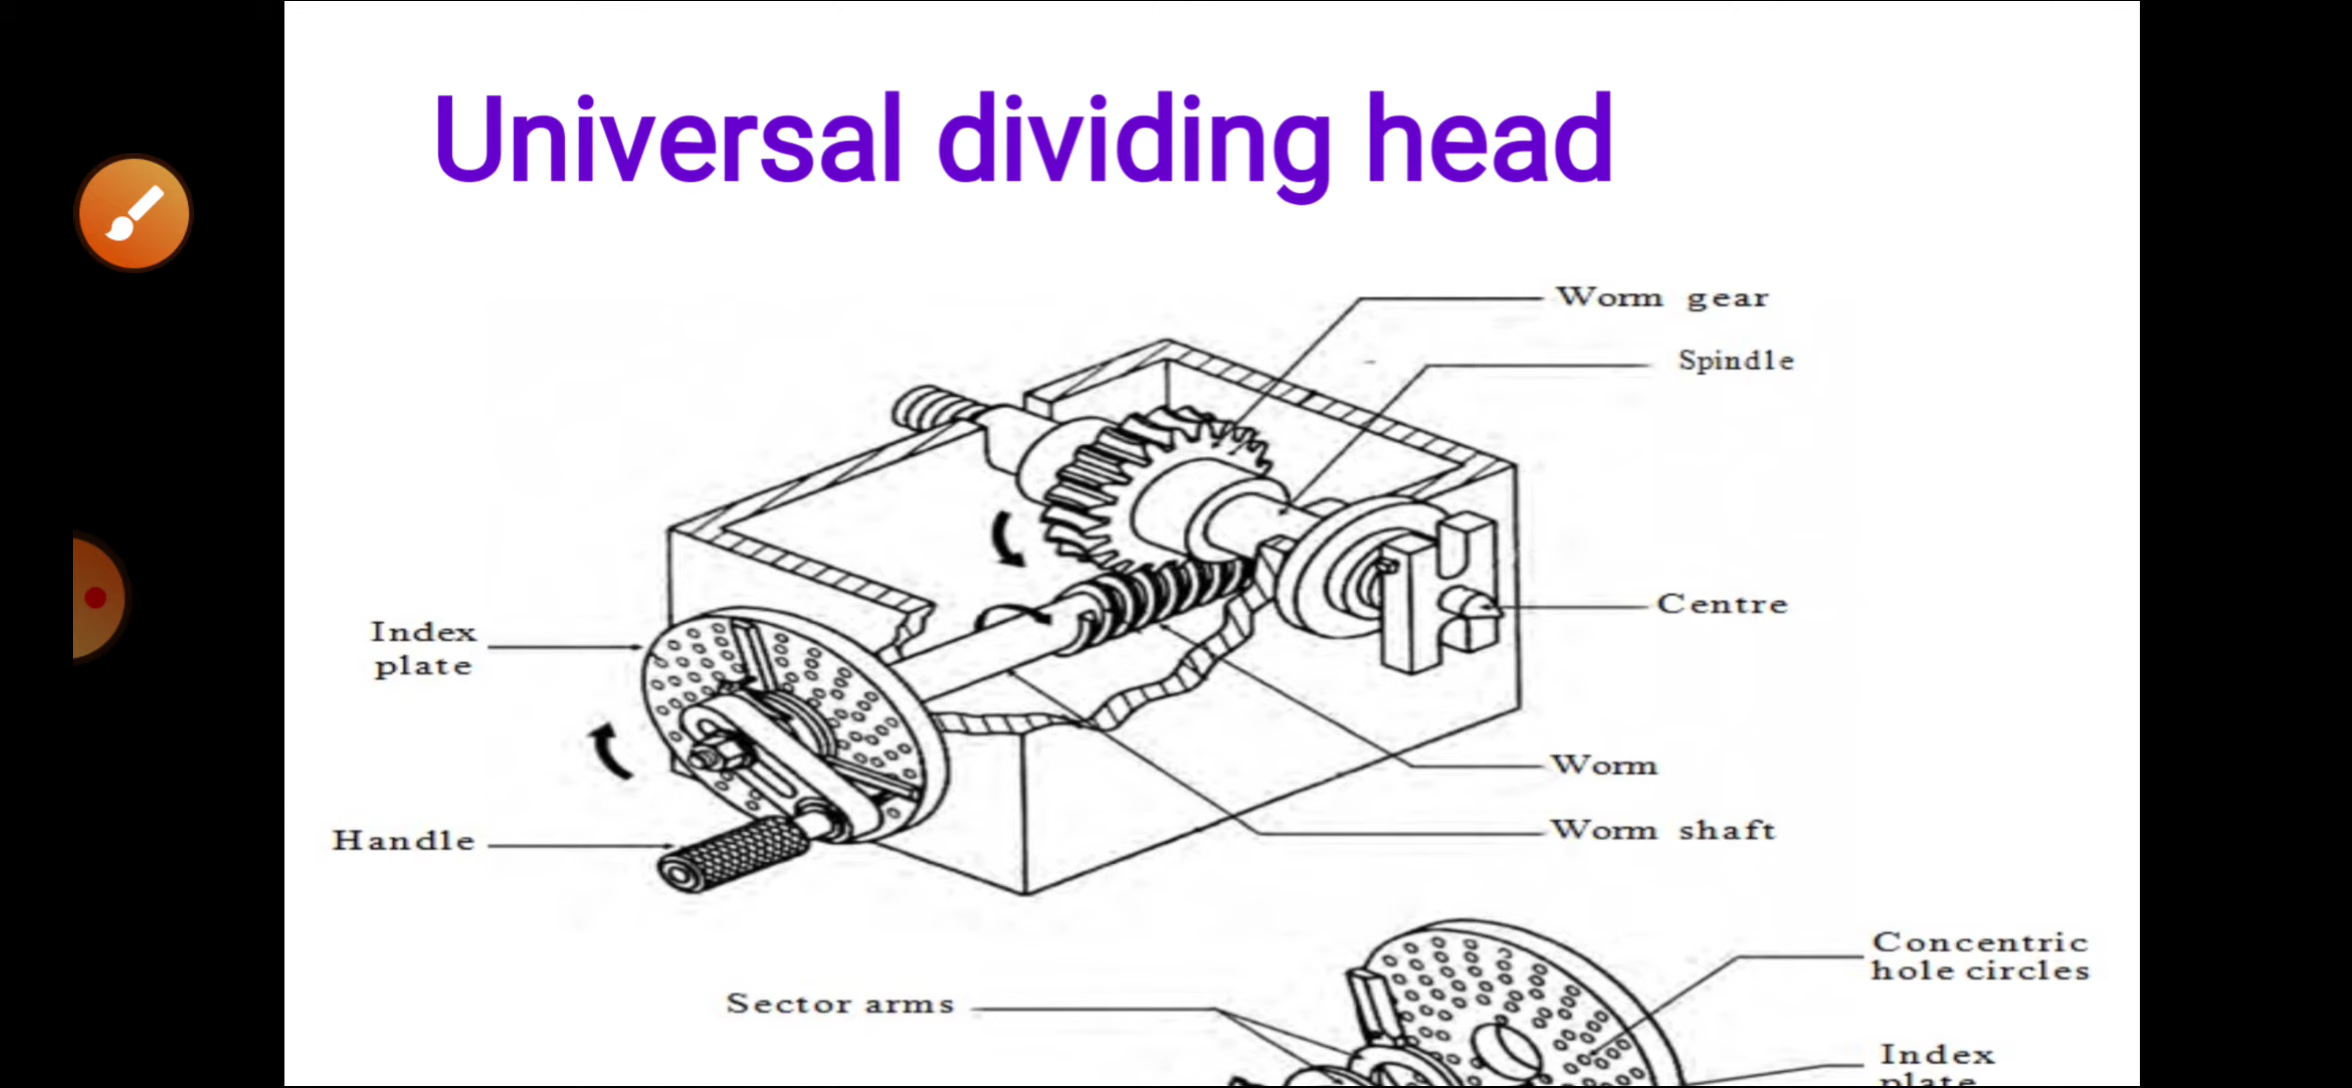 Universal dividing head
Worm gear
Spindle
Index
plate
Centre
Worm
Worm shaft
Handle
Concentric
hole circles
Sector arms
Index
plate